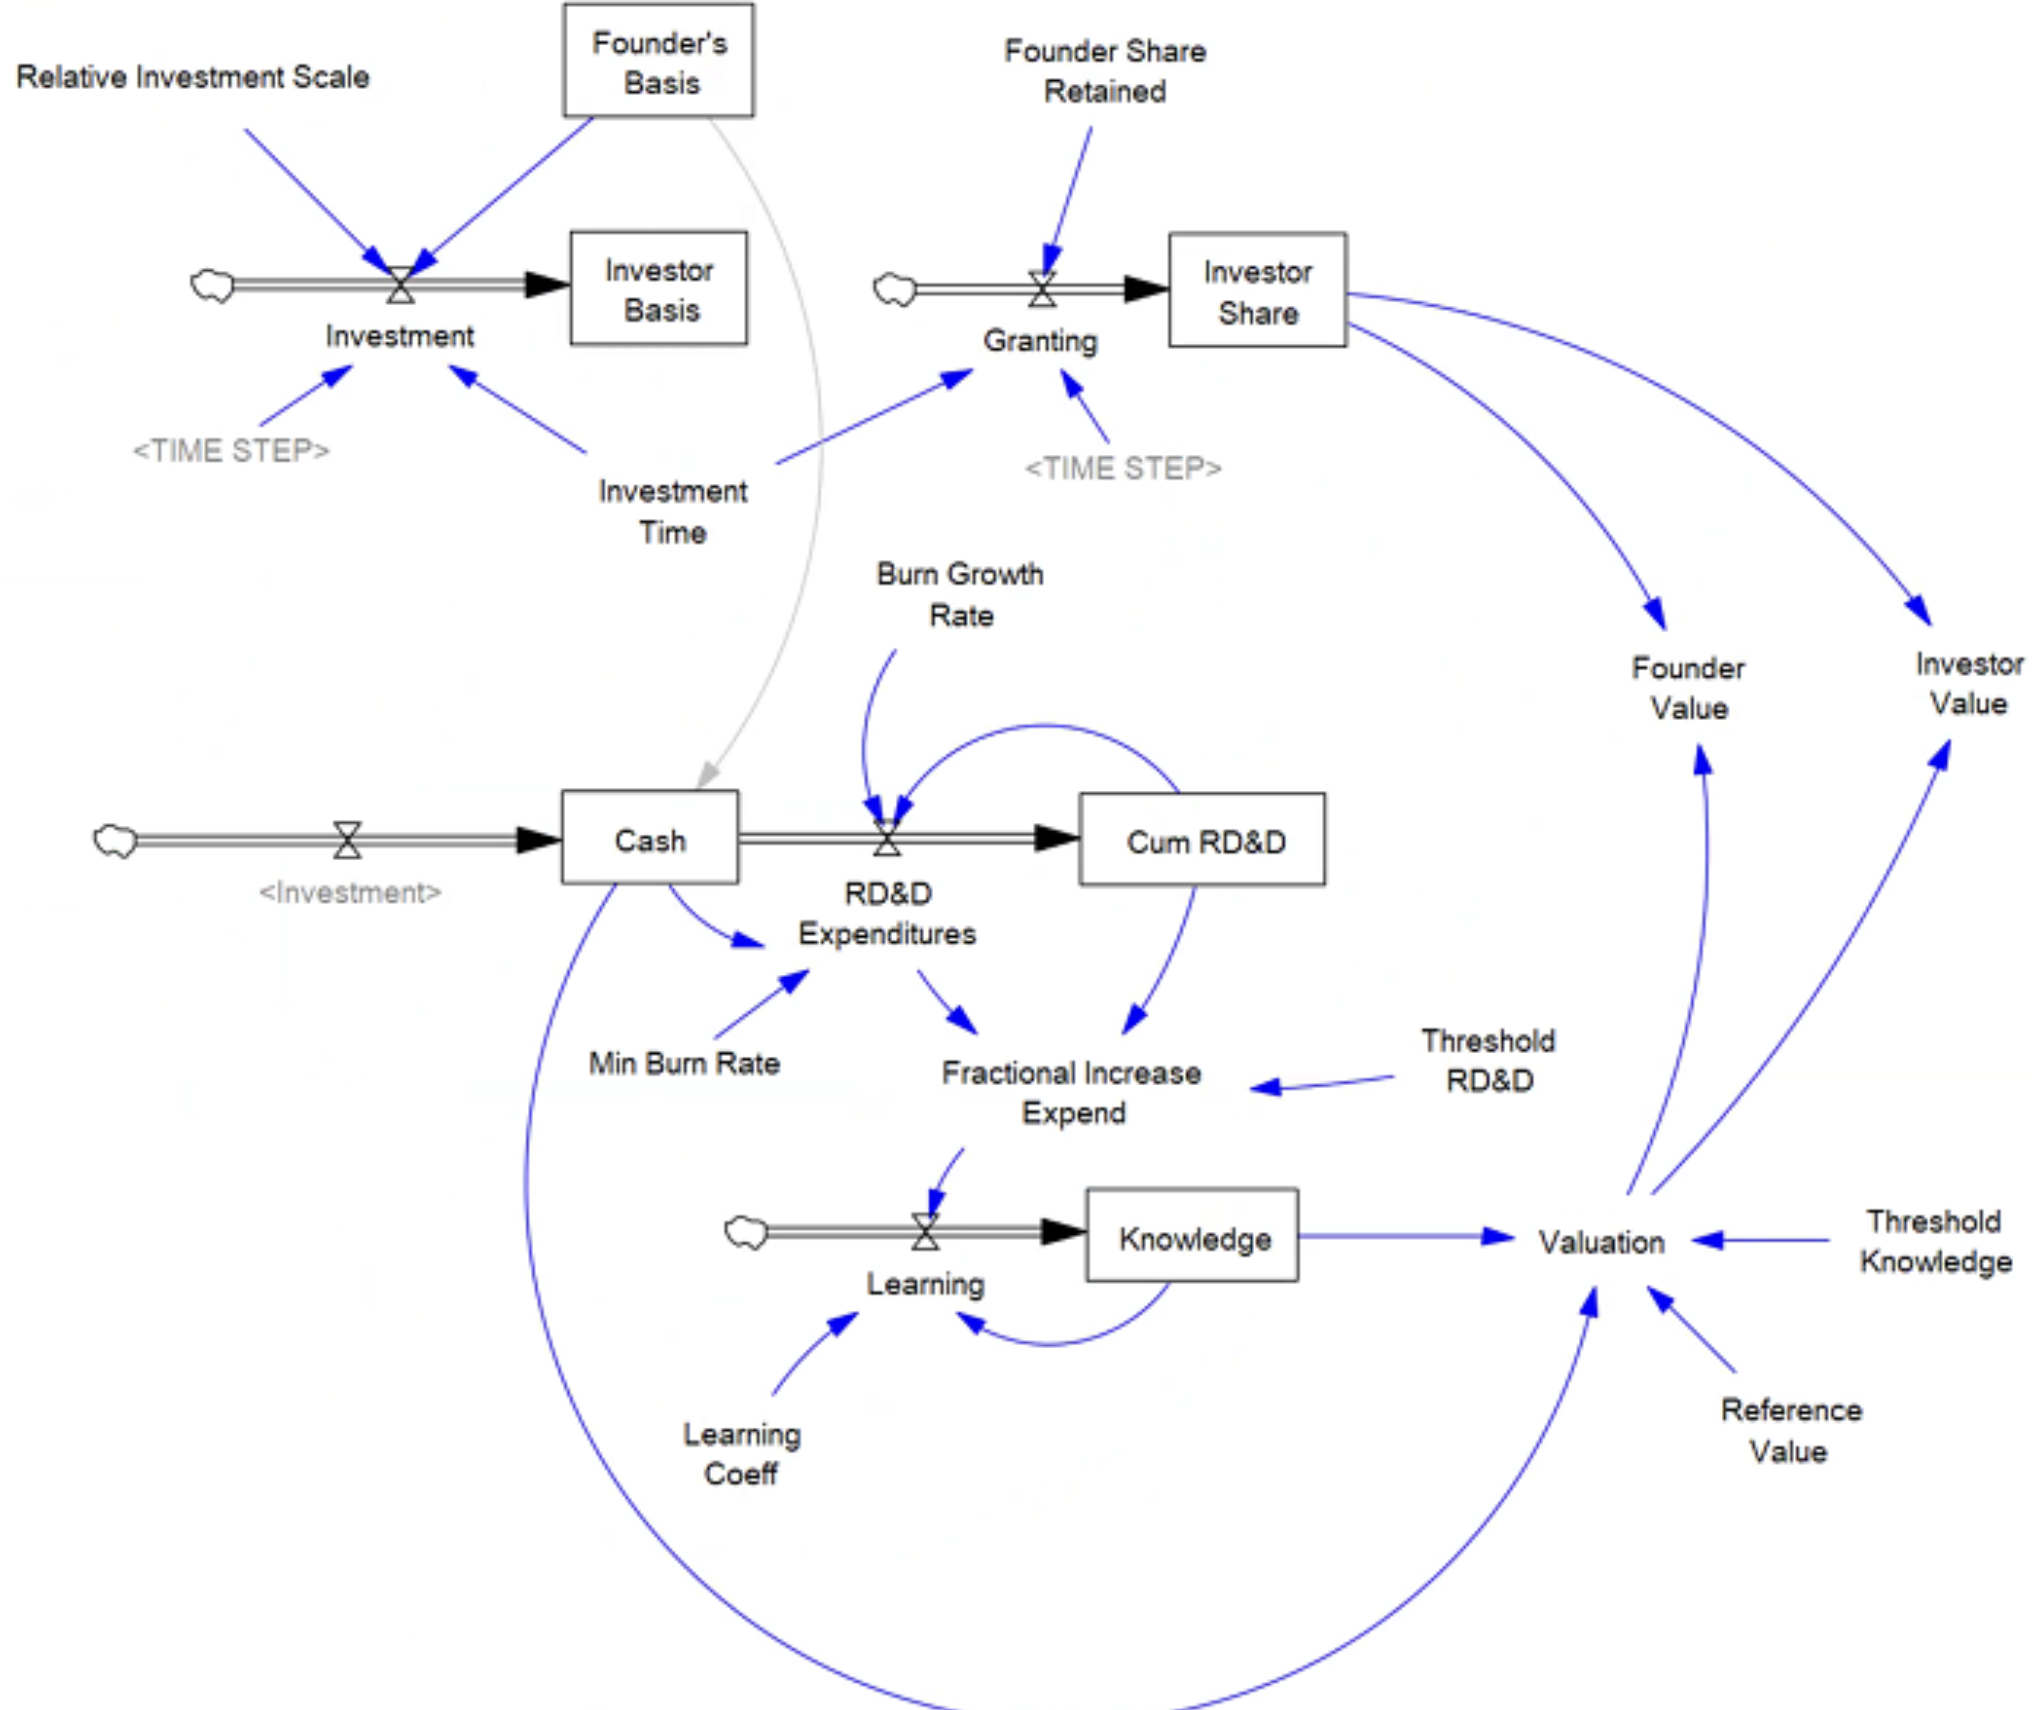 Founder's
Basis
Relative Investment Scale
Founder Share
Retained
Investor
Basis
Investor
Share
Investment
Granting
<TIME STEP>
<TIME STEP>
Investment
Time
Burn Growth
Rate
Founder
Value
Investor
Value
Cash
Cum RD&D
<Investment>
RD&D
Expenditures
Min Burn Rate
Fractional Increase
Expend
Threshold
RD&D
Knowledge
Valuation
Threshold
Knowledge
Learning
Learning
Coeff
Reference
Value